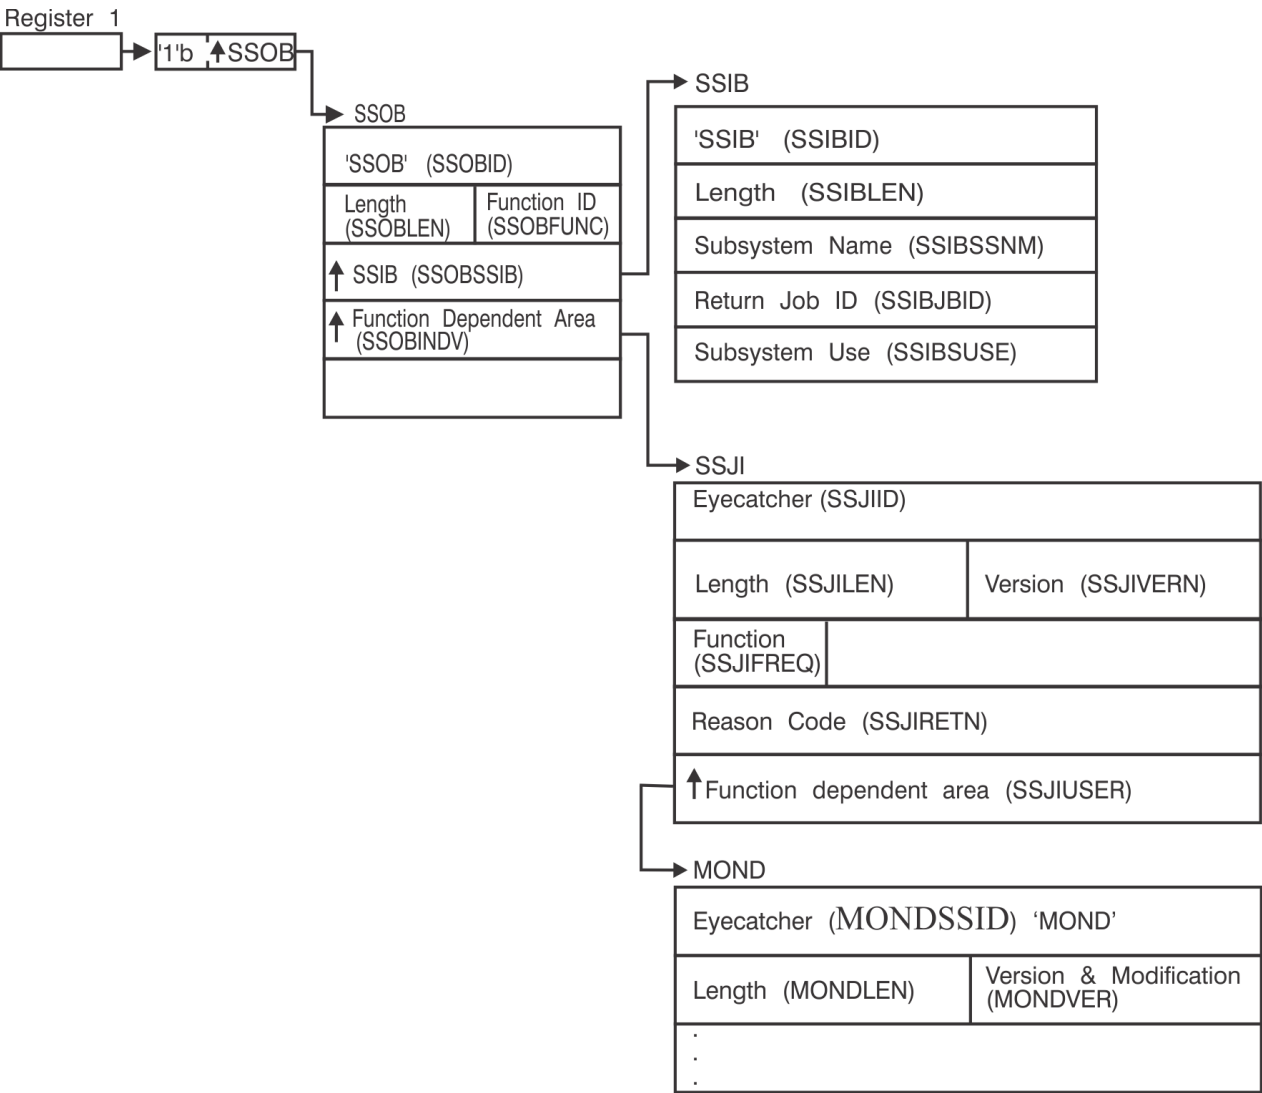 Register 1
'1'b SSOB
SSOB
'SSOB' (SSOBID)
Length
(SSOBLEN)
Function ID
(SSOBFUNC)
SSIB (SSOBSSIB)
Function Dependent Area
(SSOBINDV)
SSIB
'SSIB' (SSIBID)
Length (SSIBLEN)
Subsystem Name (SSIBSSNM)
Return Job ID (SSIBJBID)
Subsystem Use (SSIBSUSE)
SSJI
Eyecatcher (SSJIID)
Length (SSJILEN)
Version (SSJIVERN)
Function
(SSJIFREQ)
Reason Code (SSJIRETN)
Function dependent area (SSJIUSER)
MOND
Eyecatcher (MONDSSID) ‘MOND’
Length (MONDLEN)
Version & Modification
(MONDVER)
.
.
.